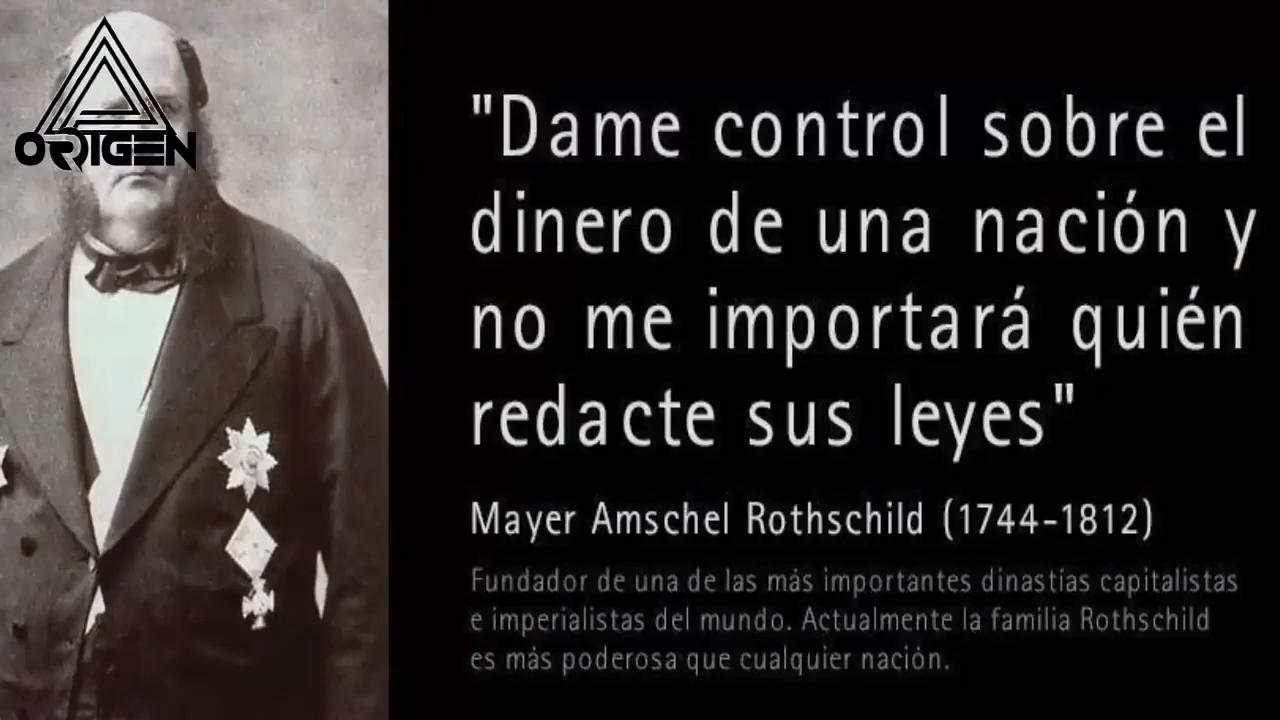 ORIGEN
"Dame control sobre el
dinero de una nación y
no me importará quién
redacte sus leyes"
Mayer Amschel Rothschild (1744-1812)
Fundador de una de las más importantes dinastías capitalistas
e imperialistas del mundo. Actualmente la familia Rothschild
es más poderosa que cualquier nación.